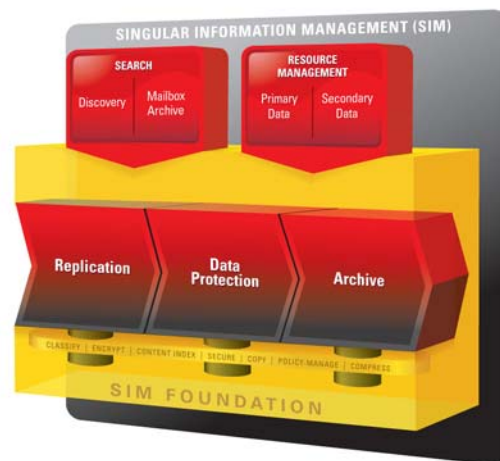 SINGULAR INFORMATION MANAGEMENT (SIM)
SEARCH
Discovery
Mailbox
Archive
RESOURCE
MANAGEMENT
Primary
Data
Secondary
Data
Replication
Data
Protection
Archive
CLASSIFY | ENCRYPT | CONTENT INDEX | SECURE | COPY | POLICY-MANAGE | COMPRESS
SIM FOUNDATION